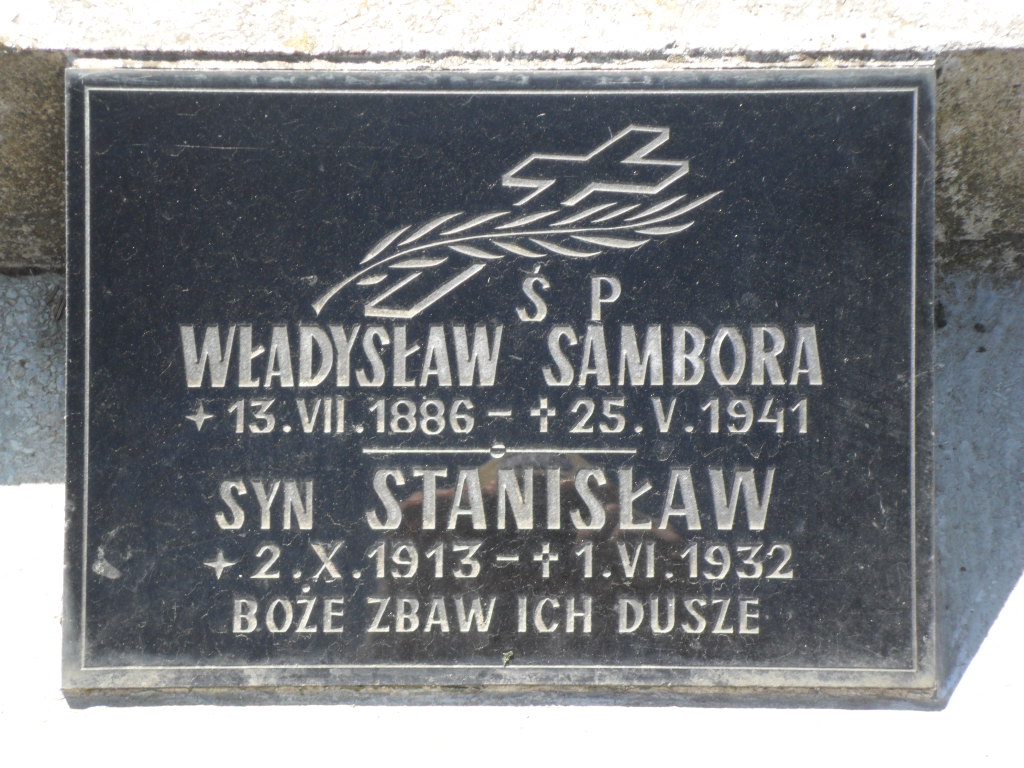 Ś P
WŁADYSŁAW SAMBORA
✦ 13.VII.1886 – ✝ 25.V.1941
SYN STANISŁAW
✦ 2.X.1913 – ✝ 1.VI.1932
BOŻE ZBAW ICH DUSZE